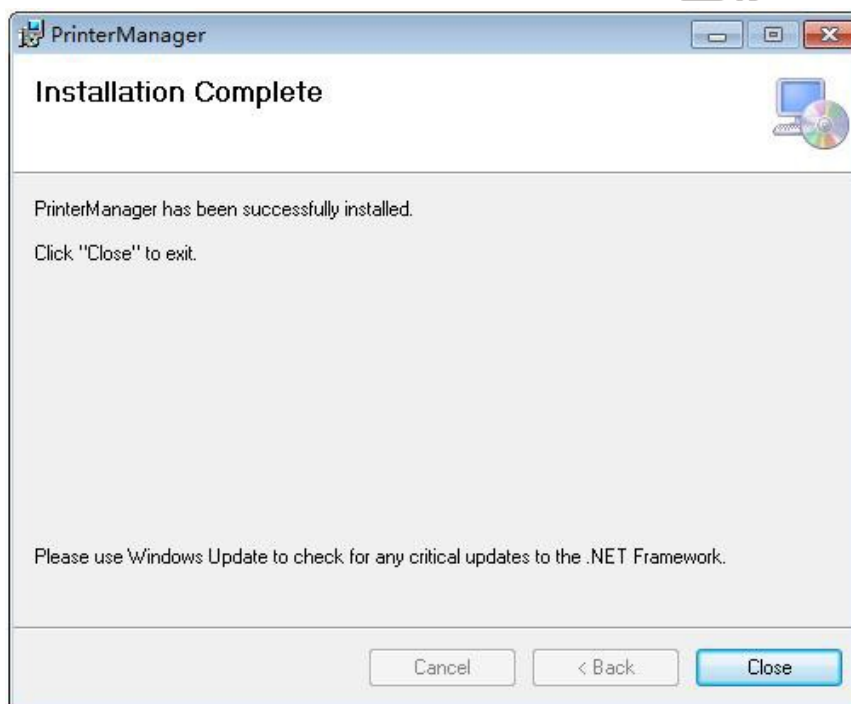 PrinterManager
Installation Complete
PrinterManager has been successfully installed.
Click "Close" to exit.
Please use Windows Update to check for any critical updates to the .NET Framework.
Cancel
< Back
Close